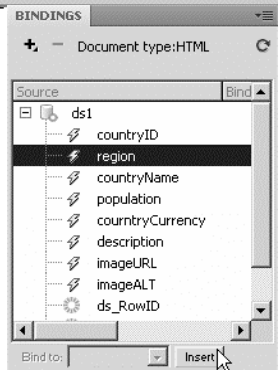 BINDINGS
Document type:HTML
Source Bind
ds1
countryID
region
countryName
population
courntryCurrency
description
imageURL
imageALT
ds_RowID
Bind to: Insert